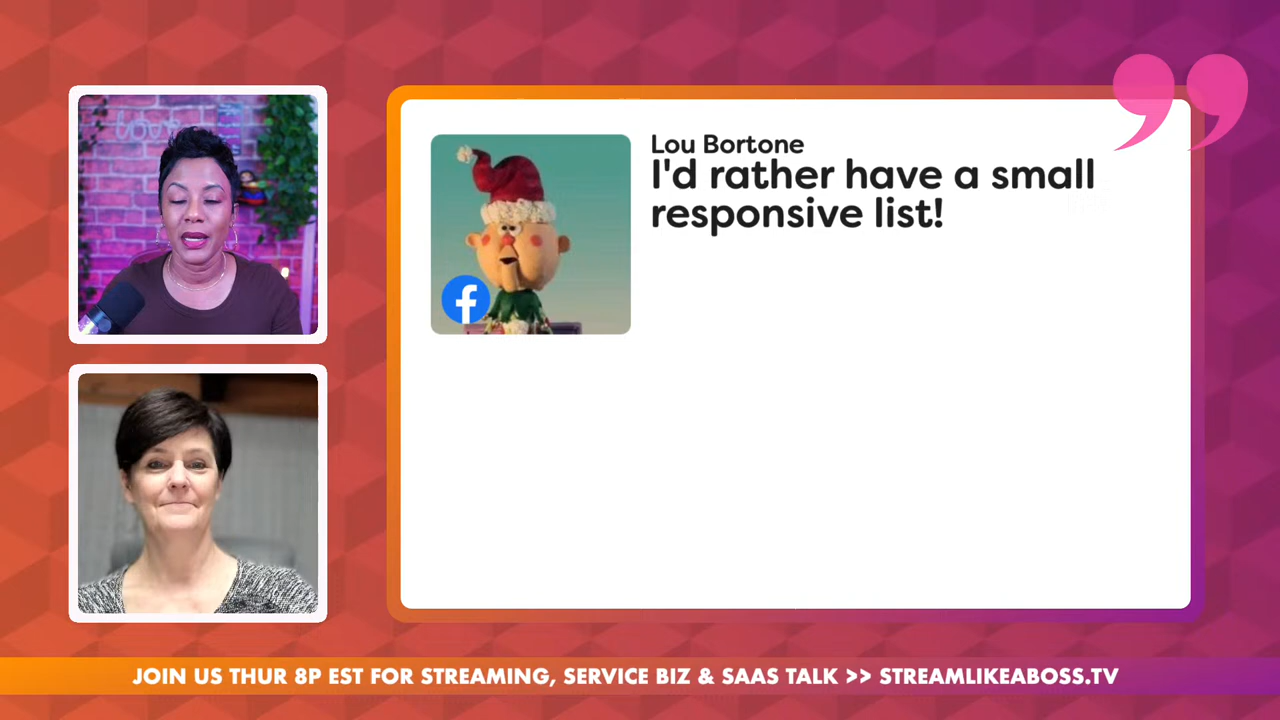 love
Lou Bortone
I'd rather have a small
responsive list!
JOIN US THUR 8P EST FOR STREAMING, SERVICE BIZ & SAAS TALK >> STREAMLIKEABOSS.TV